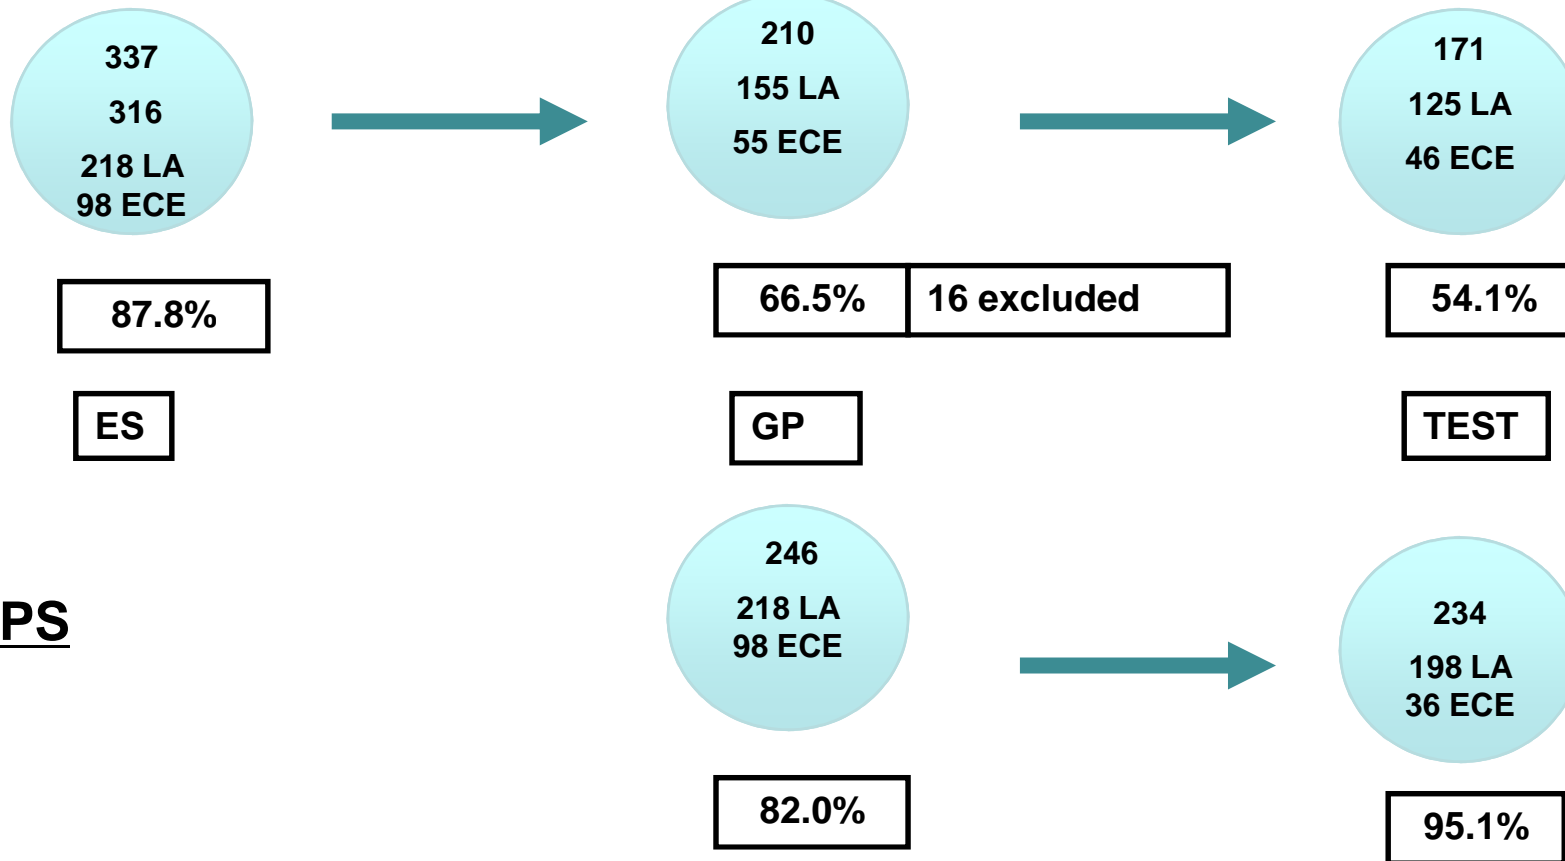 337
316
218 LA
98 ECE
210
155 LA
55 ECE
171
125 LA
46 ECE
87.8%
66.5%
16 excluded
54.1%
ES
GP
TEST
PS
246
218 LA
98 ECE
234
198 LA
36 ECE
82.0%
95.1%